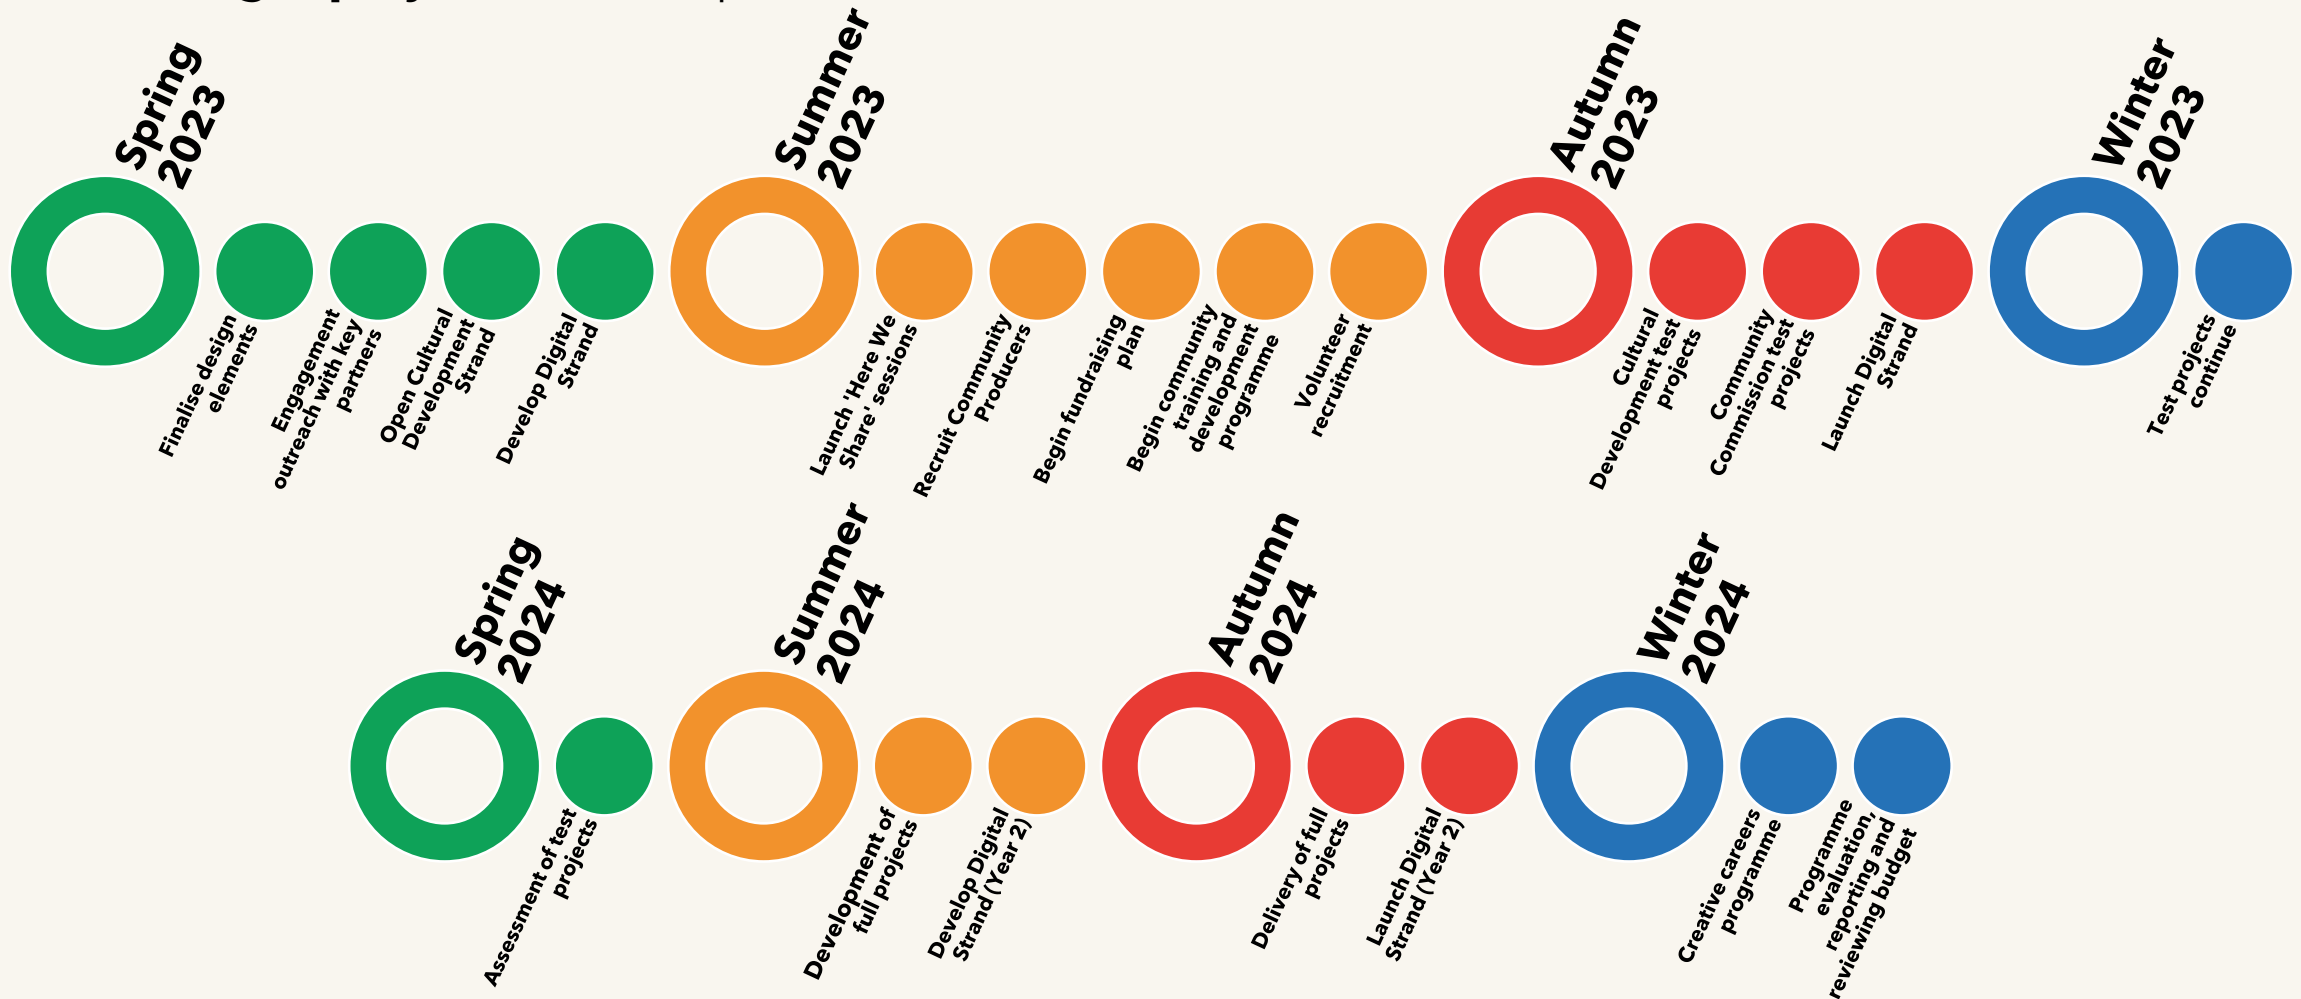 Spring
2023
Finalise design
elements
Engagement
outreach with key
partners
Open Cultural
Development
Strand
Develop Digital
Strand
Summer
2023
Launch 'Here We
Share' sessions
Recruit Community
Producers
Begin fundraising
plan
Begin community
training and
development
programme
Volunteer
recruitment
Autumn
2023
Cultural
Development test
projects
Community
Commission test
projects
Launch Digital
Strand
Winter
2023
Test projects
continue
Spring
2024
Assessment of test
projects
Summer
2024
Development of
full projects
Develop Digital
Strand (Year 2)
Autumn
2024
Delivery of full
projects
Launch Digital
Strand (Year 2)
Winter
2024
Creative careers
programme
Programme
evaluation,
reporting and
reviewing budget